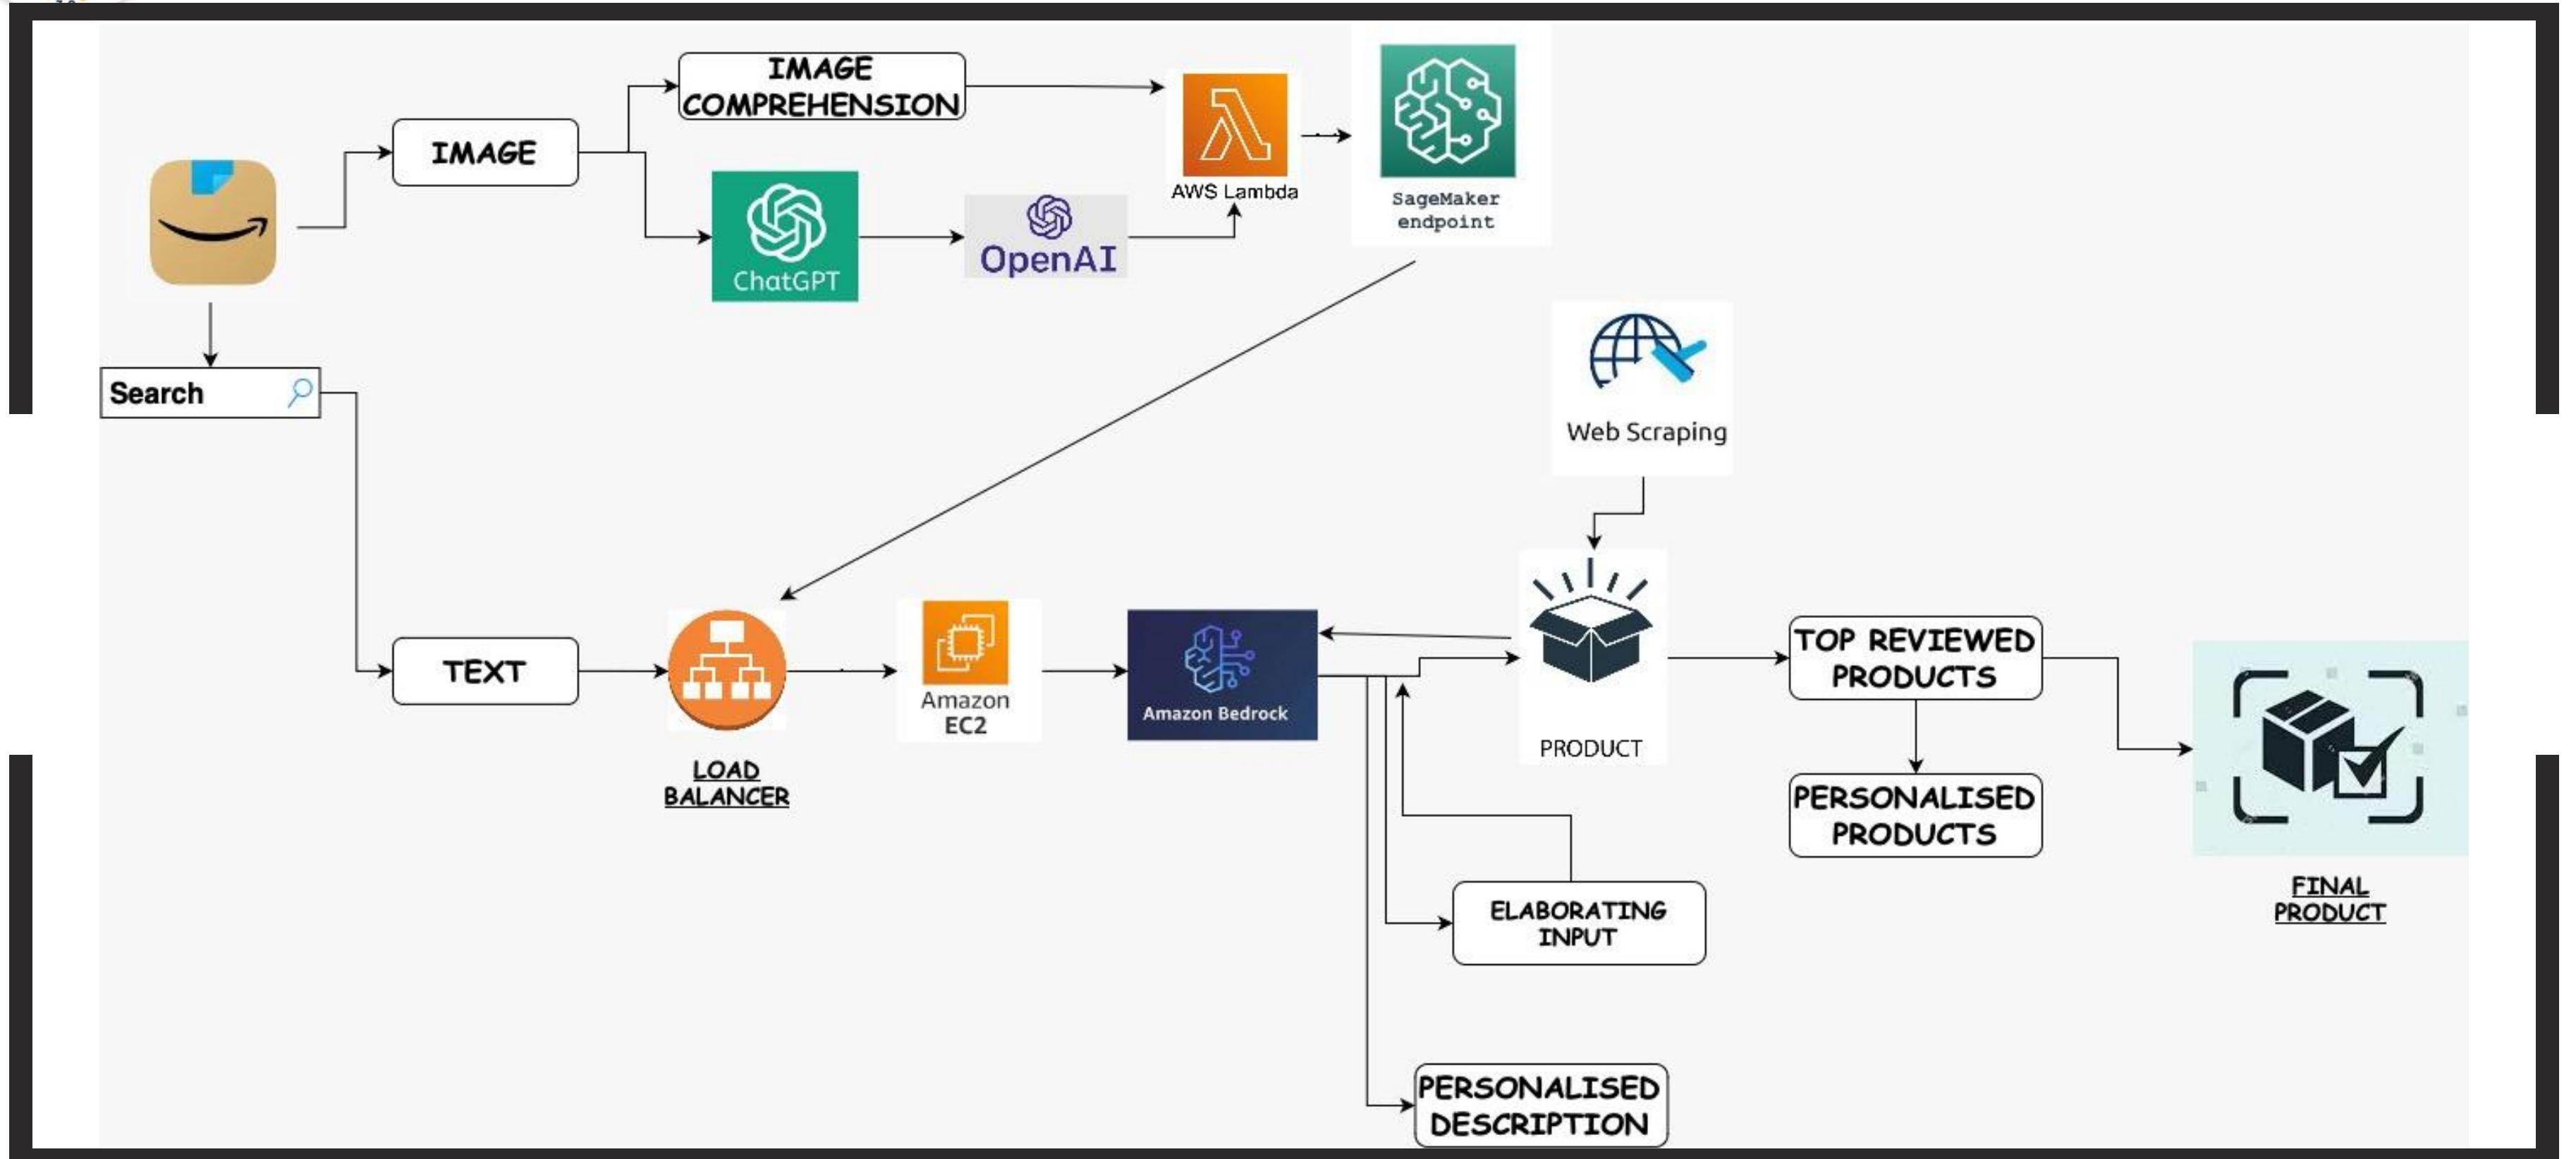 IMAGE
COMPREHENSION
IMAGE
AWS Lambda
SageMaker
endpoint
ChatGPT
OpenAI
Search
Web Scraping
TEXT
LOAD
BALANCER
Amazon
EC2
Amazon Bedrock
PRODUCT
TOP REVIEWED
PRODUCTS
PERSONALISED
PRODUCTS
FINAL
PRODUCT
ELABORATING
INPUT
PERSONALISED
DESCRIPTION